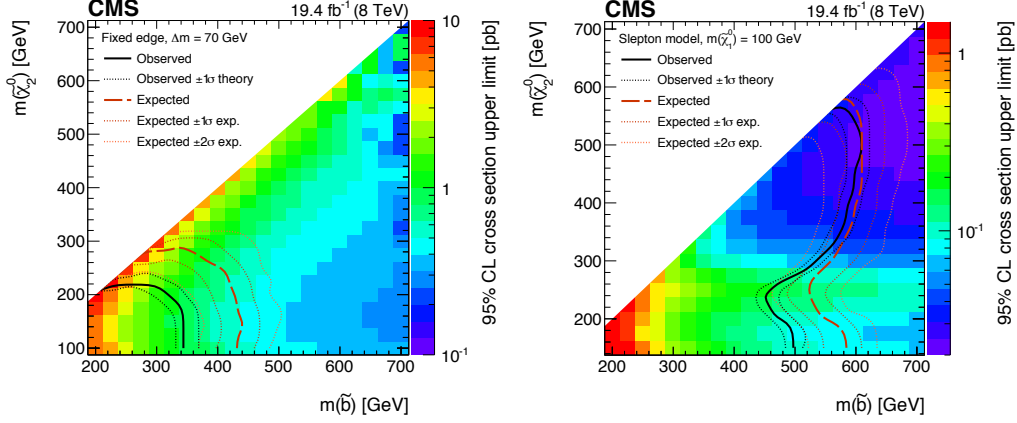 CMS 19.4 fb⁻¹ (8 TeV)
Fixed edge, Δm = 70 GeV
Observed
Observed ±1σ theory
Expected
Expected ±1σ exp.
Expected ±2σ exp.
m(χ̃⁰₂) [GeV]
700
600
500
400
300
200
100
200 300 400 500 600 700
m(b̃) [GeV]
10
1
10⁻¹
95% CL cross section upper limit [pb]
CMS 19.4 fb⁻¹ (8 TeV)
Slepton model, m(χ̃⁰₁) = 100 GeV
Observed
Observed ±1σ theory
Expected
Expected ±1σ exp.
Expected ±2σ exp.
m(χ̃⁰₂) [GeV]
700
600
500
400
300
200
200 300 400 500 600 700
m(b̃) [GeV]
1
10⁻¹
95% CL cross section upper limit [pb]